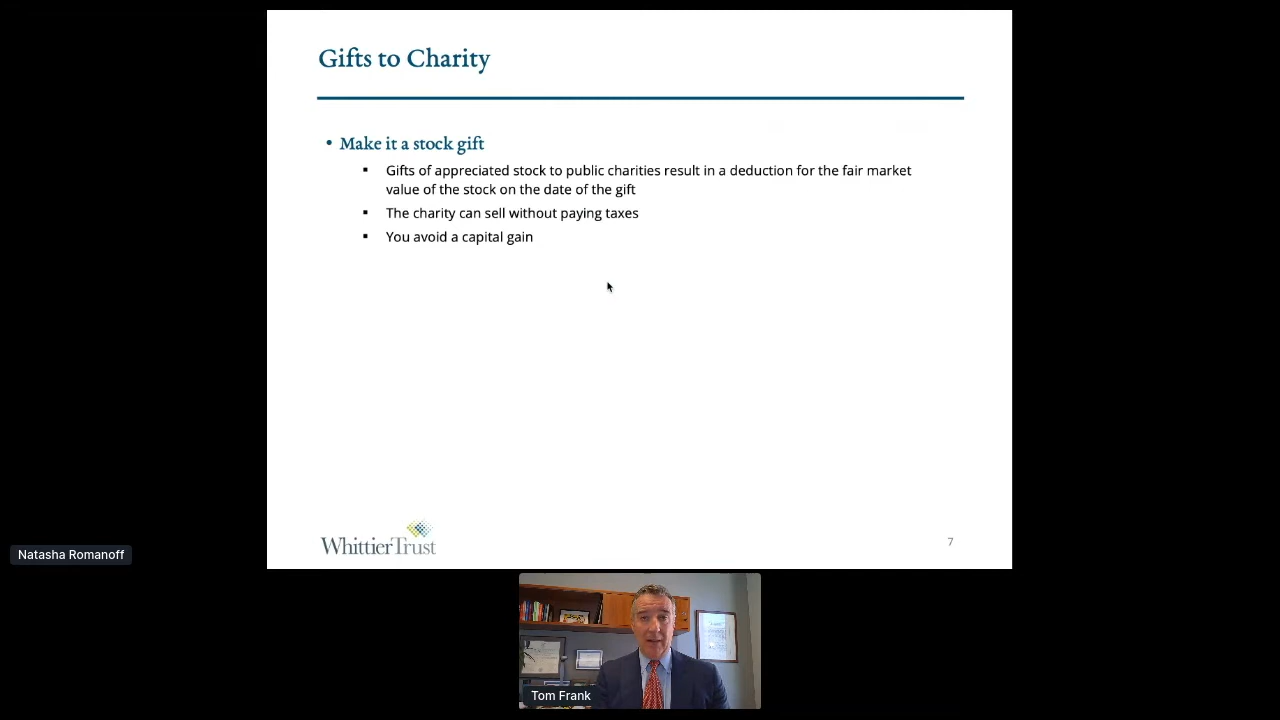 Gifts to Charity
• Make it a stock gift
▪ Gifts of appreciated stock to public charities result in a deduction for the fair market
value of the stock on the date of the gift
▪ The charity can sell without paying taxes
▪ You avoid a capital gain
WhittierTrust
7
Natasha Romanoff
Tom Frank